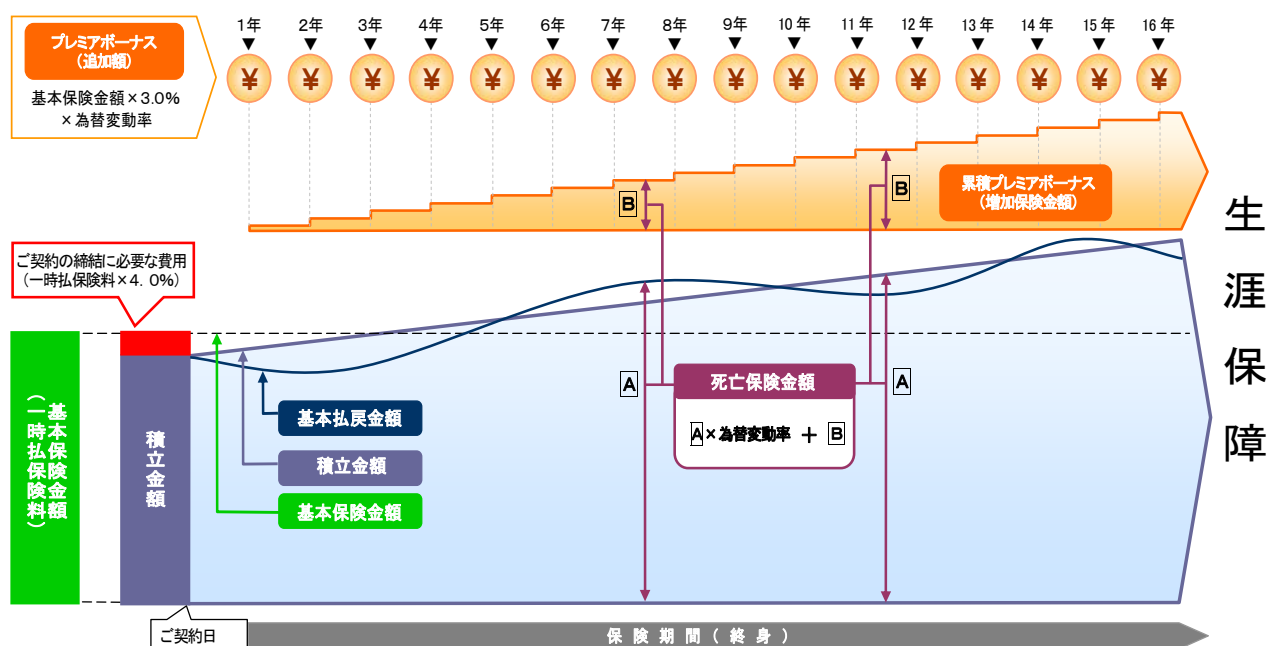 プレミアボーナス
(追加額)
基本保険金額×3.0%
×為替変動率
1年 2年 3年 4年 5年 6年 7年 8年 9年 10年 11年 12年 13年 14年 15年 16年
¥ ¥ ¥ ¥ ¥ ¥ ¥ ¥ ¥ ¥ ¥ ¥ ¥ ¥ ¥ ¥
B
B
累積プレミアボーナス
(増加保険金額)
ご契約の締結に必要な費用
(一時払保険料×4.0%)
基本保険金額
(一時払保険料)
積立金額
基本払戻金額
積立金額
基本保険金額
A
死亡保険金額
A×為替変動率 + B
A
生涯保障
ご契約日
保険期間(終身)